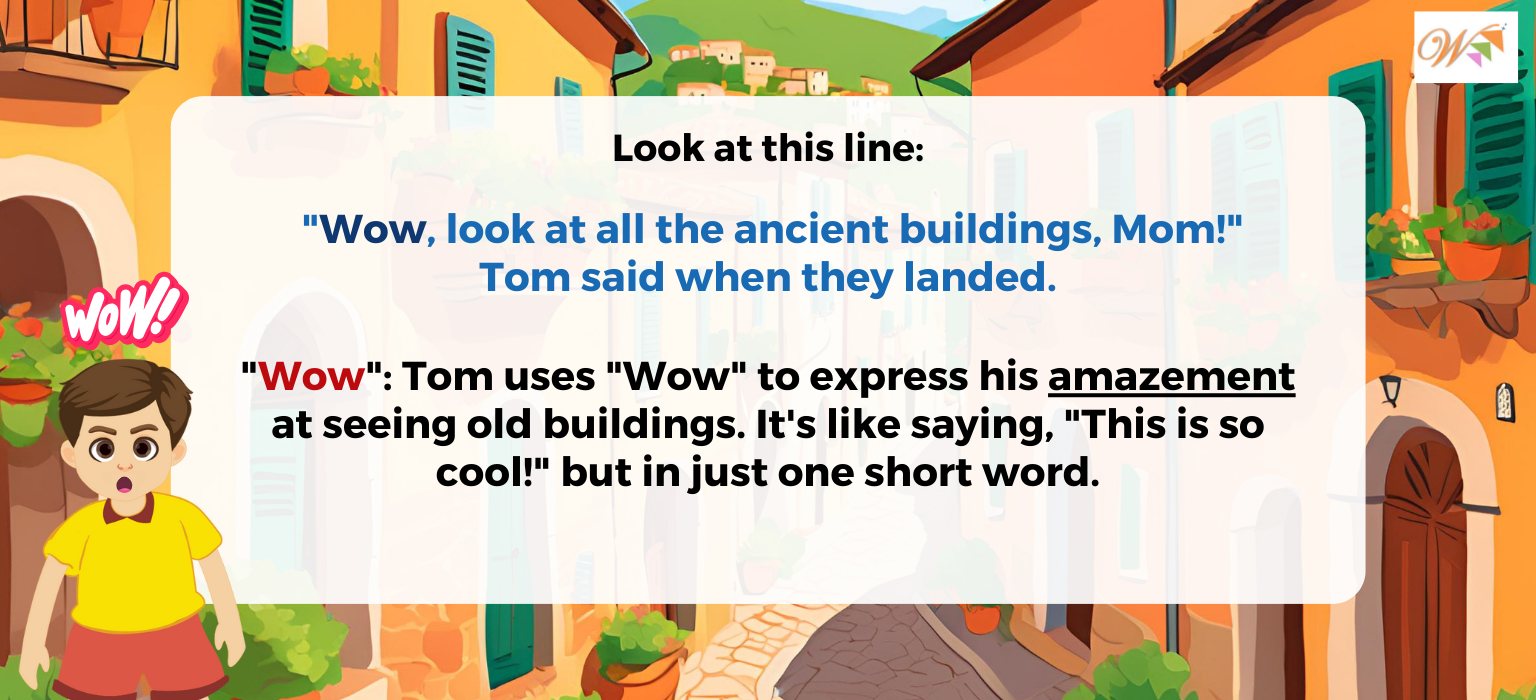 W
Look at this line:
"Wow, look at all the ancient buildings, Mom!"
Tom said when they landed.
WOW!
"Wow": Tom uses "Wow" to express his amazement
at seeing old buildings. It's like saying, "This is so
cool!" but in just one short word.